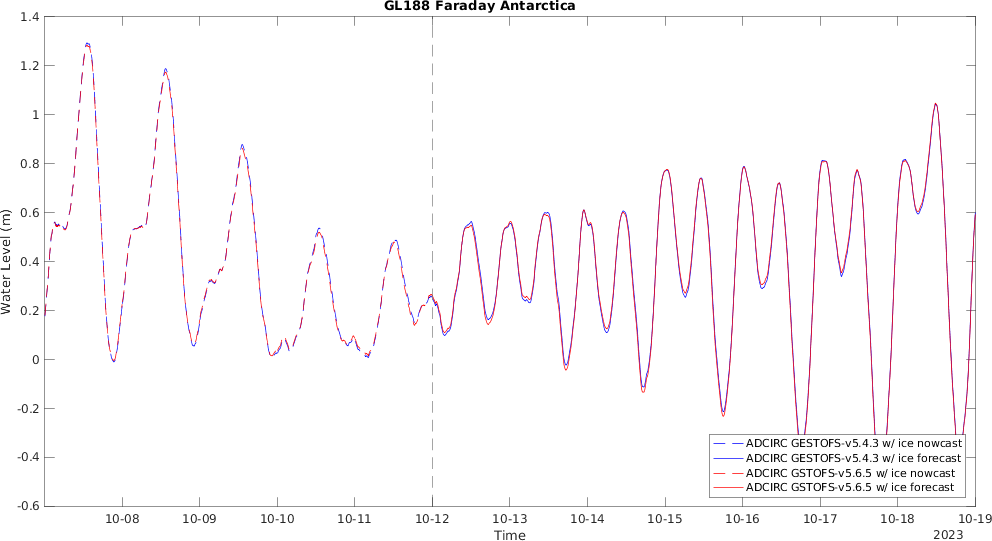 GL188 Faraday Antarctica
Water Level (m)
1.4
1.2
1
0.8
0.6
0.4
0.2
0
-0.2
-0.4
-0.6
ADCIRC GESTOFS-v5.4.3 w/ ice nowcast
ADCIRC GESTOFS-v5.4.3 w/ ice forecast
ADCIRC GSTOFS-v5.6.5 w/ ice nowcast
ADCIRC GSTOFS-v5.6.5 w/ ice forecast
10-08 10-09 10-10 10-11 10-12 10-13 10-14 10-15 10-16 10-17 10-18 10-19
Time
2023